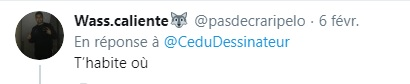 Wass.caliente🐺 @pasdecraripelo · 6 févr.
En réponse à @CeduDessinateur
T'habite où